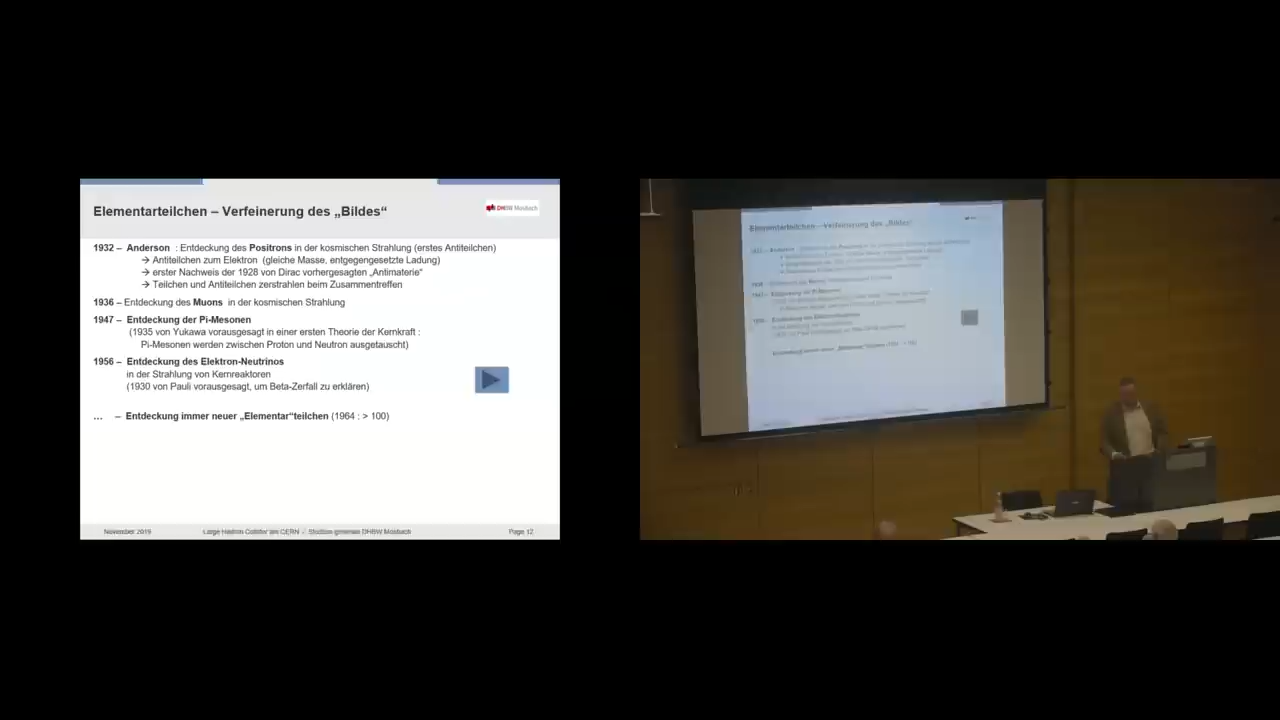 Elementarteilchen – Verfeinerung des „Bildes“
DHBW Mosbach
1932 – Anderson : Entdeckung des Positrons in der kosmischen Strahlung (erstes Antiteilchen)
→ Antiteilchen zum Elektron (gleiche Masse, entgegengesetzte Ladung)
→ erster Nachweis der 1928 von Dirac vorhergesagten „Antimaterie“
→ Teilchen und Antiteilchen zerstrahlen beim Zusammentreffen
1936 – Entdeckung des Muons in der kosmischen Strahlung
1947 – Entdeckung der Pi-Mesonen
(1935 von Yukawa vorausgesagt in einer ersten Theorie der Kernkraft :
Pi-Mesonen werden zwischen Proton und Neutron ausgetauscht)
1956 – Entdeckung des Elektron-Neutrinos
in der Strahlung von Kernreaktoren
(1930 von Pauli vorausgesagt, um Beta-Zerfall zu erklären)
... – Entdeckung immer neuer „Elementar“teilchen (1964 : > 100)
November 2019 Large Hadron Collider am CERN / Studium generale DHBW Mosbach Page 12
Elementarteilchen – Verfeinerung des „Bildes“